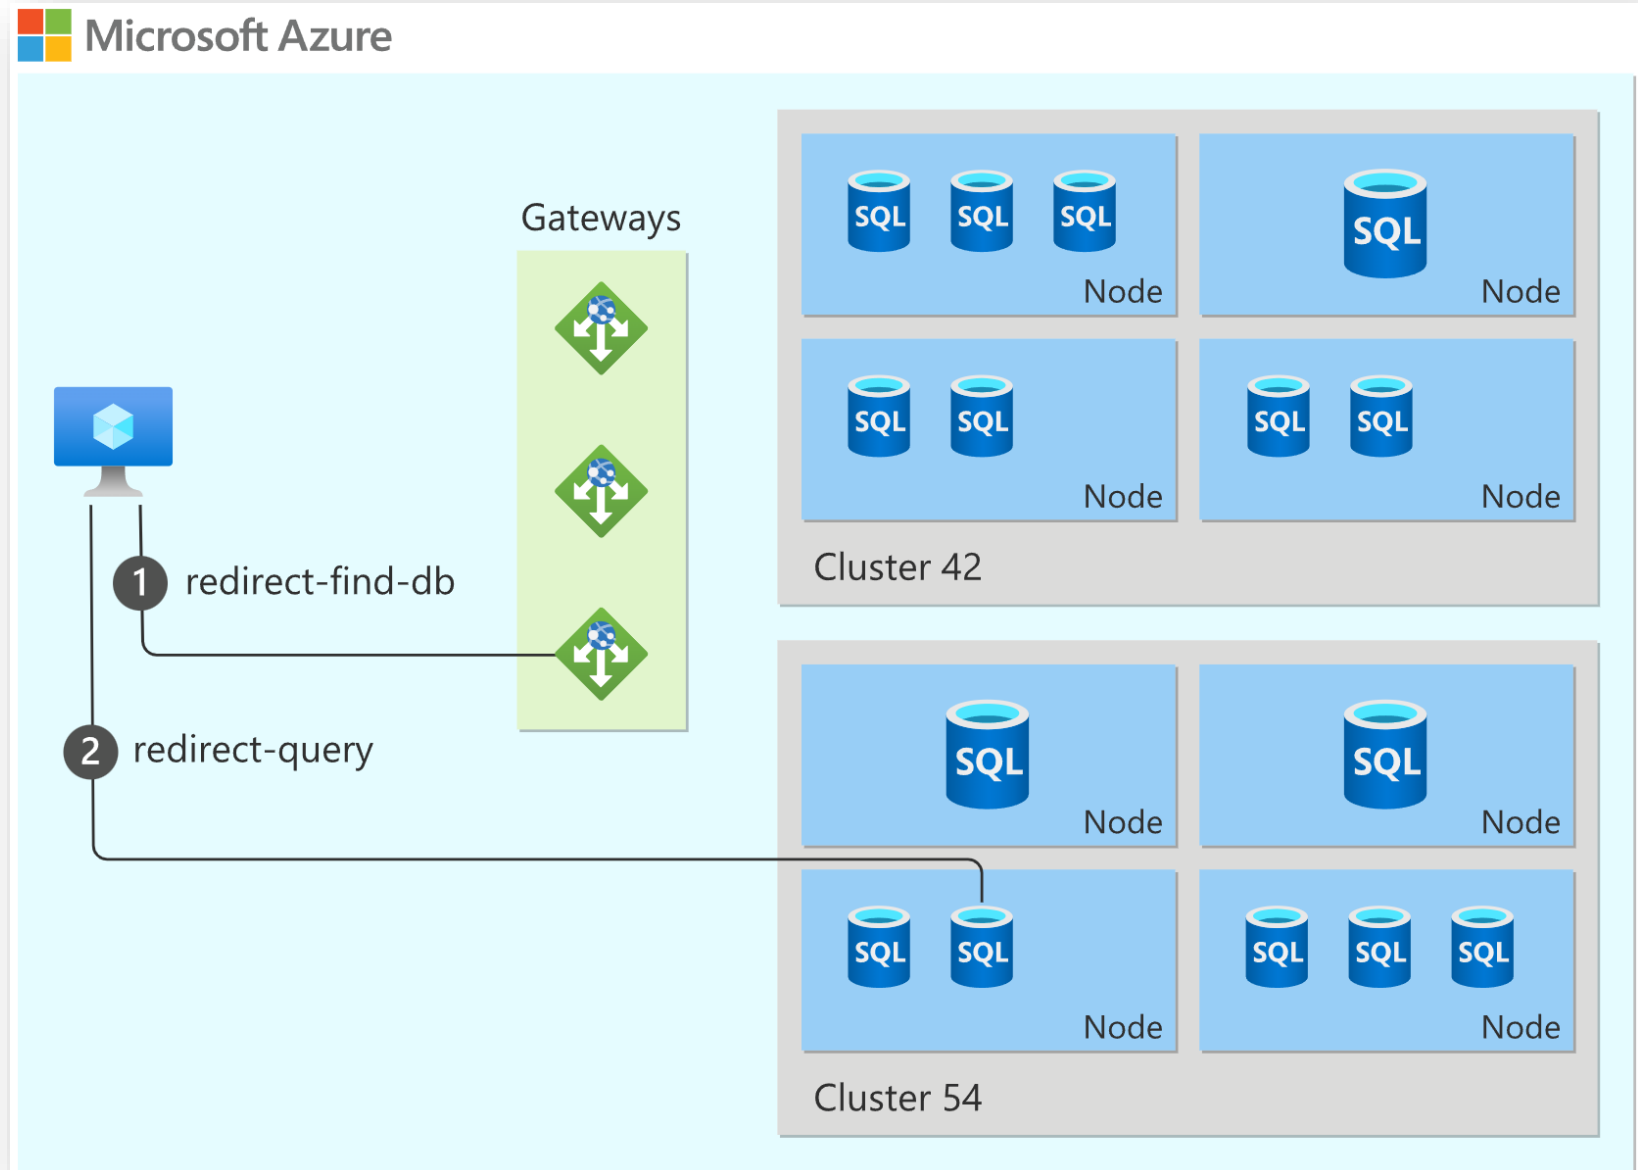 Microsoft Azure
Gateways
1 redirect-find-db
2 redirect-query
SQL SQL SQL
Node
SQL
Node
SQL SQL
Node
SQL SQL
Node
Cluster 42
SQL
Node
SQL
Node
SQL SQL
Node
SQL SQL SQL
Node
Cluster 54